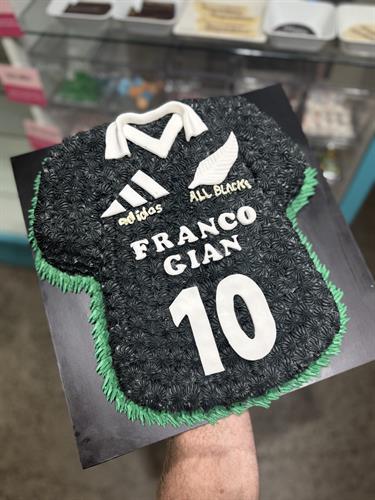 adidas
ALL BLACKS
FRANCO
GIAN
10